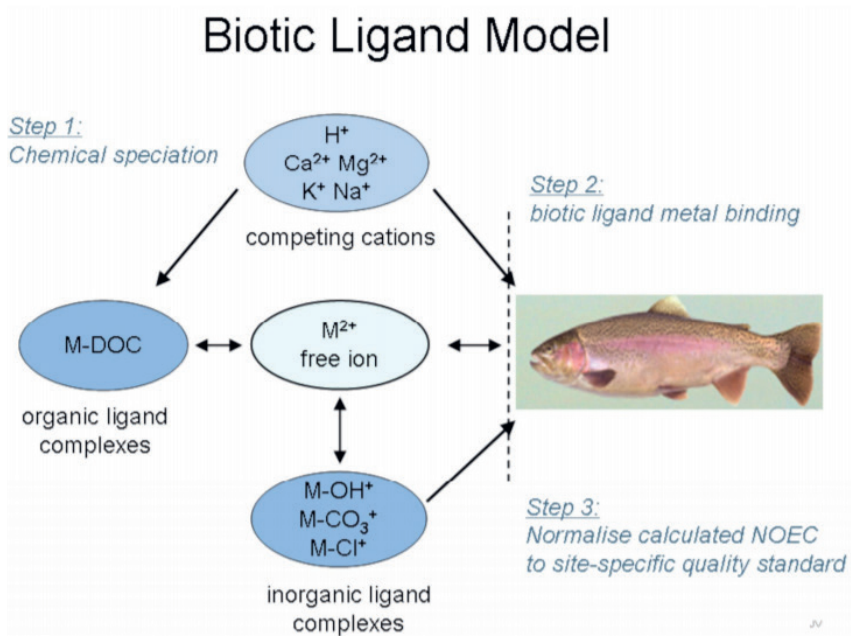 Biotic Ligand Model
Step 1:
Chemical speciation
H⁺
Ca²⁺ Mg²⁺
K⁺ Na⁺
competing cations
Step 2:
biotic ligand metal binding
M-DOC
organic ligand
complexes
M²⁺
free ion
M-OH⁺
M-CO₃⁺
M-Cl⁺
inorganic ligand
complexes
Step 3:
Normalise calculated NOEC
to site-specific quality standard